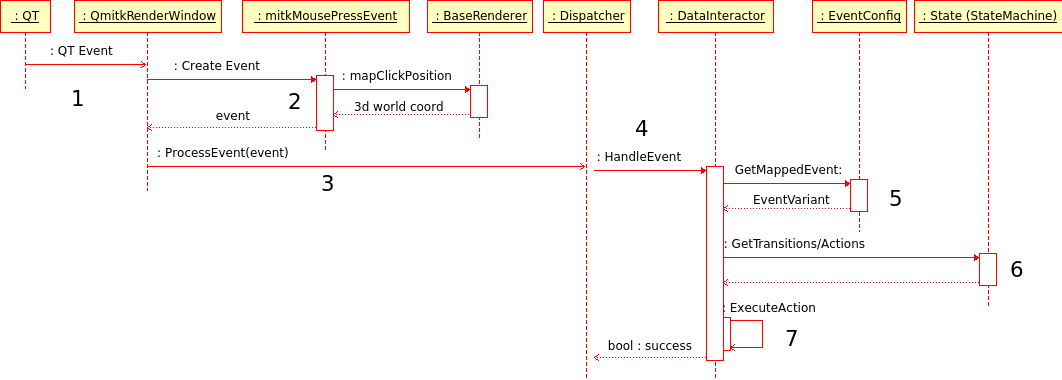 : QT
: QmitkRenderWindow
: mitkMousePressEvent
: BaseRenderer
: Dispatcher
: DataInteractor
: EventConfig
: State (StateMachine)
: QT Event
1
: Create Event
2
: mapClickPosition
3d world coord
event
: ProcessEvent(event)
3
4
: HandleEvent
GetMappedEvent:
EventVariant
5
: GetTransitions/Actions
6
: ExecuteAction
7
bool : success